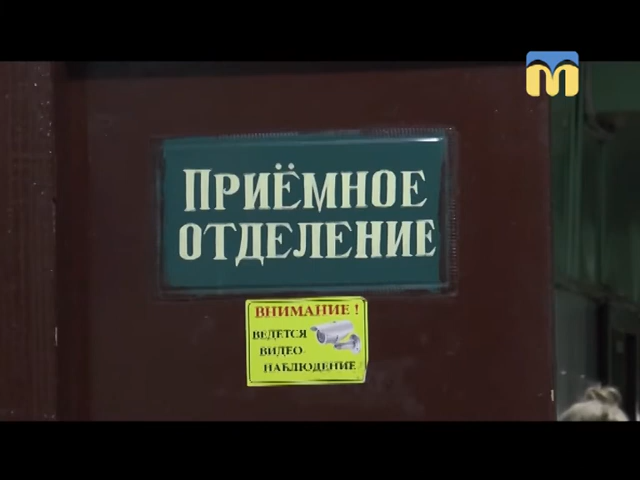 М
ПРИЁМНОЕ
ОТДЕЛЕНИЕ
ВНИМАНИЕ !
ВЕДЕТСЯ
ВИДЕО
НАБЛЮДЕНИЕ